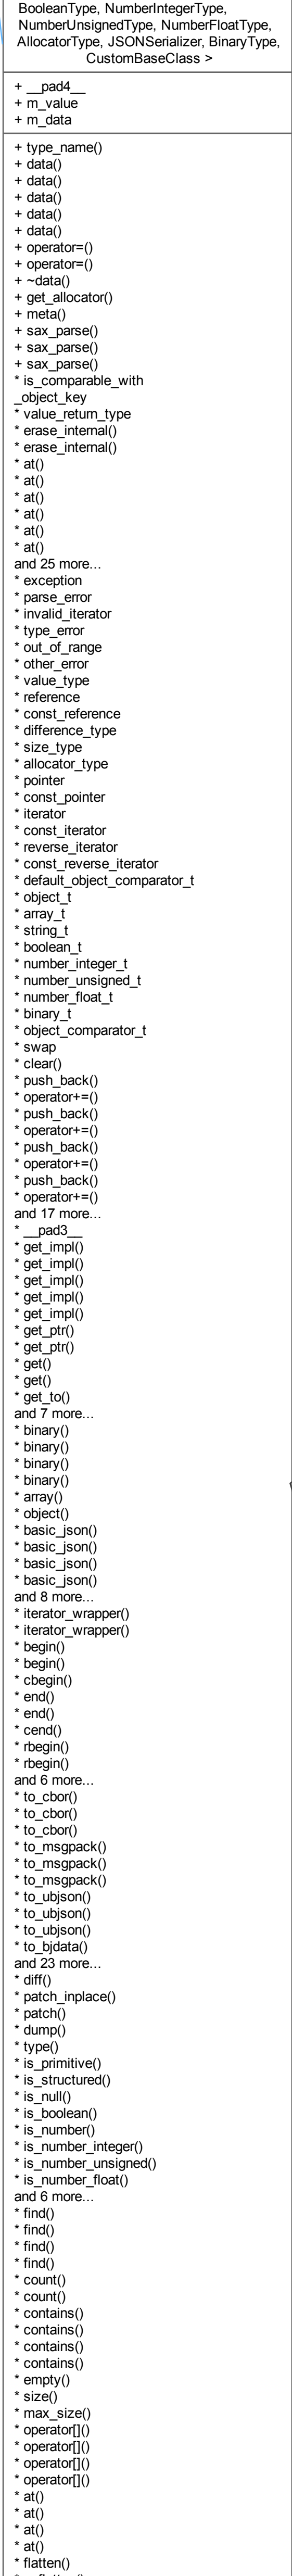 BooleanType, NumberIntegerType,
NumberUnsignedType, NumberFloatType,
AllocatorType, JSONSerializer, BinaryType,
CustomBaseClass >
+ __pad4__
+ m_value
+ m_data
+ type_name()
+ data()
+ data()
+ data()
+ data()
+ data()
+ operator=()
+ operator=()
+ ~data()
+ get_allocator()
+ meta()
+ sax_parse()
+ sax_parse()
+ sax_parse()
* is_comparable_with
_object_key
* value_return_type
* erase_internal()
* erase_internal()
* at()
* at()
* at()
* at()
* at()
* at()
and 25 more...
* exception
* parse_error
* invalid_iterator
* type_error
* out_of_range
* other_error
* value_type
* reference
* const_reference
* difference_type
* size_type
* allocator_type
* pointer
* const_pointer
* iterator
* const_iterator
* reverse_iterator
* const_reverse_iterator
* default_object_comparator_t
* object_t
* array_t
* string_t
* boolean_t
* number_integer_t
* number_unsigned_t
* number_float_t
* binary_t
* object_comparator_t
* swap
* clear()
* push_back()
* operator+=()
* push_back()
* operator+=()
* push_back()
* operator+=()
* push_back()
* operator+=()
and 17 more...
* __pad3__
* get_impl()
* get_impl()
* get_impl()
* get_impl()
* get_impl()
* get_ptr()
* get_ptr()
* get()
* get()
* get_to()
and 7 more...
* binary()
* binary()
* binary()
* binary()
* array()
* object()
* basic_json()
* basic_json()
* basic_json()
* basic_json()
and 8 more...
* iterator_wrapper()
* iterator_wrapper()
* begin()
* begin()
* cbegin()
* end()
* end()
* cend()
* rbegin()
* rbegin()
and 6 more...
* to_cbor()
* to_cbor()
* to_cbor()
* to_msgpack()
* to_msgpack()
* to_msgpack()
* to_ubjson()
* to_ubjson()
* to_ubjson()
* to_bjdata()
and 23 more...
* diff()
* patch_inplace()
* patch()
* dump()
* type()
* is_primitive()
* is_structured()
* is_null()
* is_boolean()
* is_number()
* is_number_integer()
* is_number_unsigned()
* is_number_float()
and 6 more...
* find()
* find()
* find()
* find()
* count()
* count()
* contains()
* contains()
* contains()
* contains()
* empty()
* size()
* max_size()
* operator[]()
* operator[]()
* operator[]()
* operator[]()
* at()
* at()
* at()
* at()
* flatten()